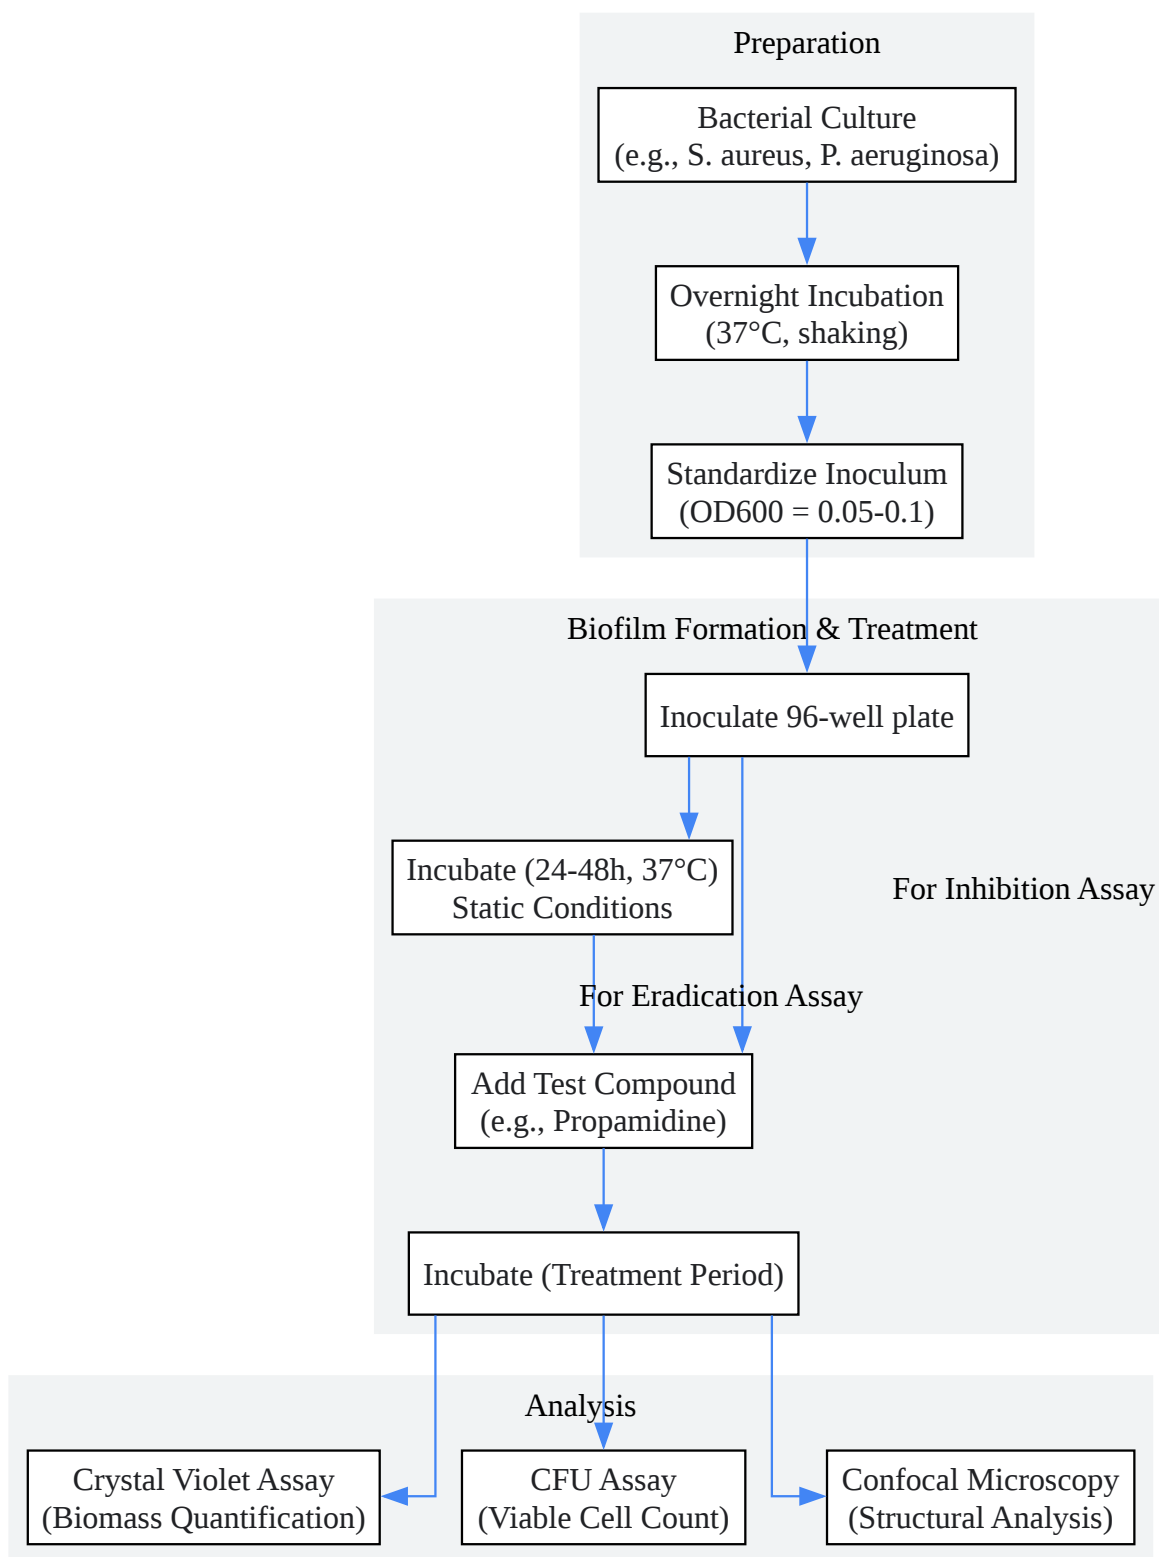 Preparation
Bacterial Culture
(e.g., S. aureus, P. aeruginosa)
Overnight Incubation
(37°C, shaking)
Standardize Inoculum
(OD600 = 0.05-0.1)
Biofilm Formation & Treatment
Inoculate 96-well plate
Incubate (24-48h, 37°C)
Static Conditions
For Inhibition Assay
For Eradication Assay
Add Test Compound
(e.g., Propamidine)
Incubate (Treatment Period)
Analysis
Crystal Violet Assay
(Biomass Quantification)
CFU Assay
(Viable Cell Count)
Confocal Microscopy
(Structural Analysis)